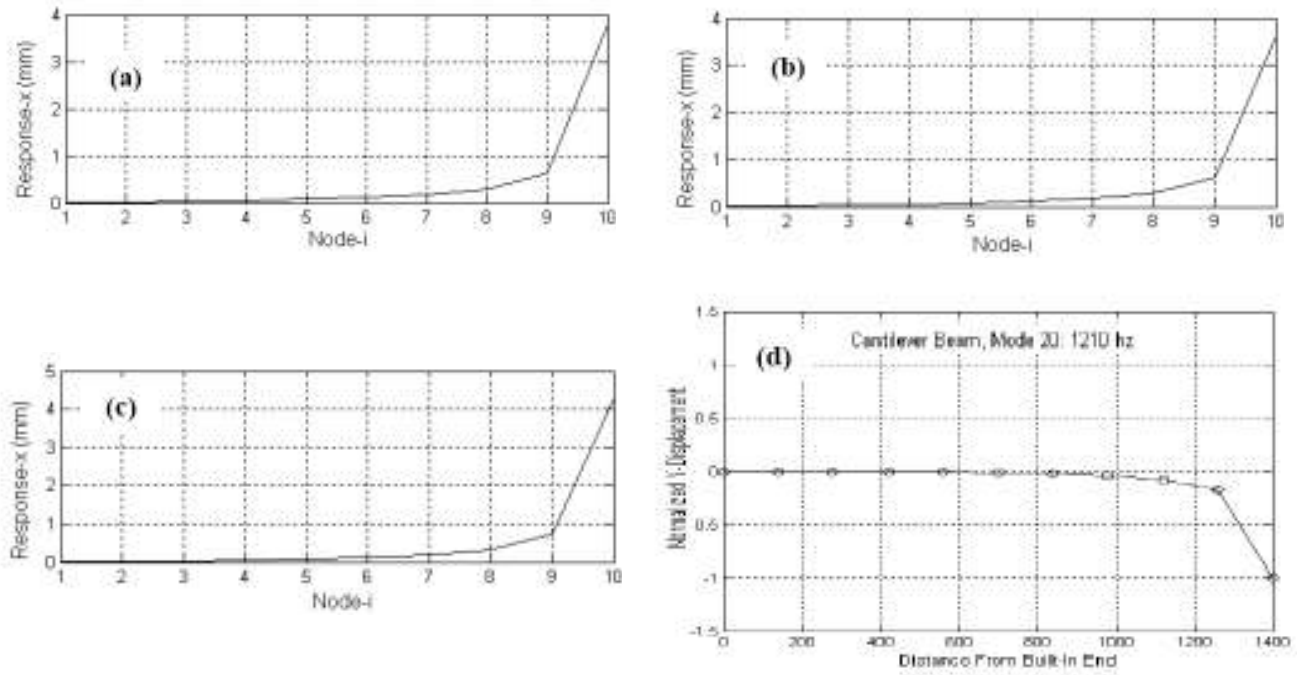 4
3
2
1
0
Response-x (mm)
(a)
1 2 3 4 5 6 7 8 9 10
Node-i
4
3
2
1
0
Response-x (mm)
(b)
1 2 3 4 5 6 7 8 9 10
Node-i
5
4
3
2
1
0
Response-x (mm)
(c)
1 2 3 4 5 6 7 8 9 10
Node-i
1.5
1
0.5
0
0.5
-1
-1.5
Normalized Y-Displacement
Cantilever Beam, Mode 20: 1210 hz
(d)
0 200 400 600 800 1000 1200 1400
Distance From Built-In End